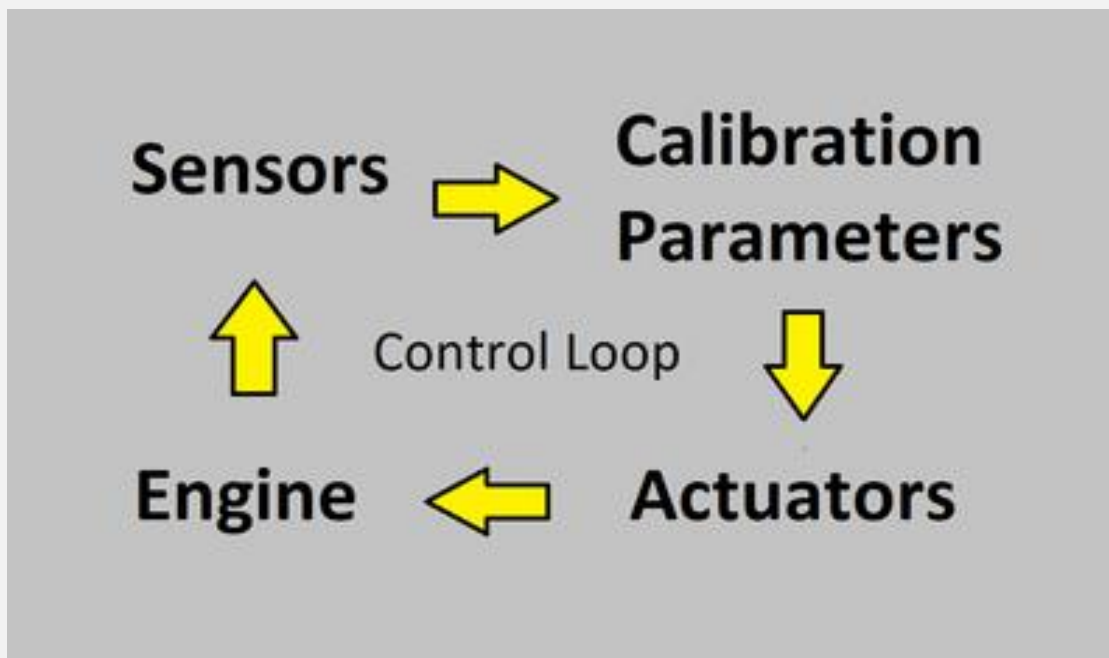 Sensors
Calibration
Parameters
Control Loop
Engine
Actuators